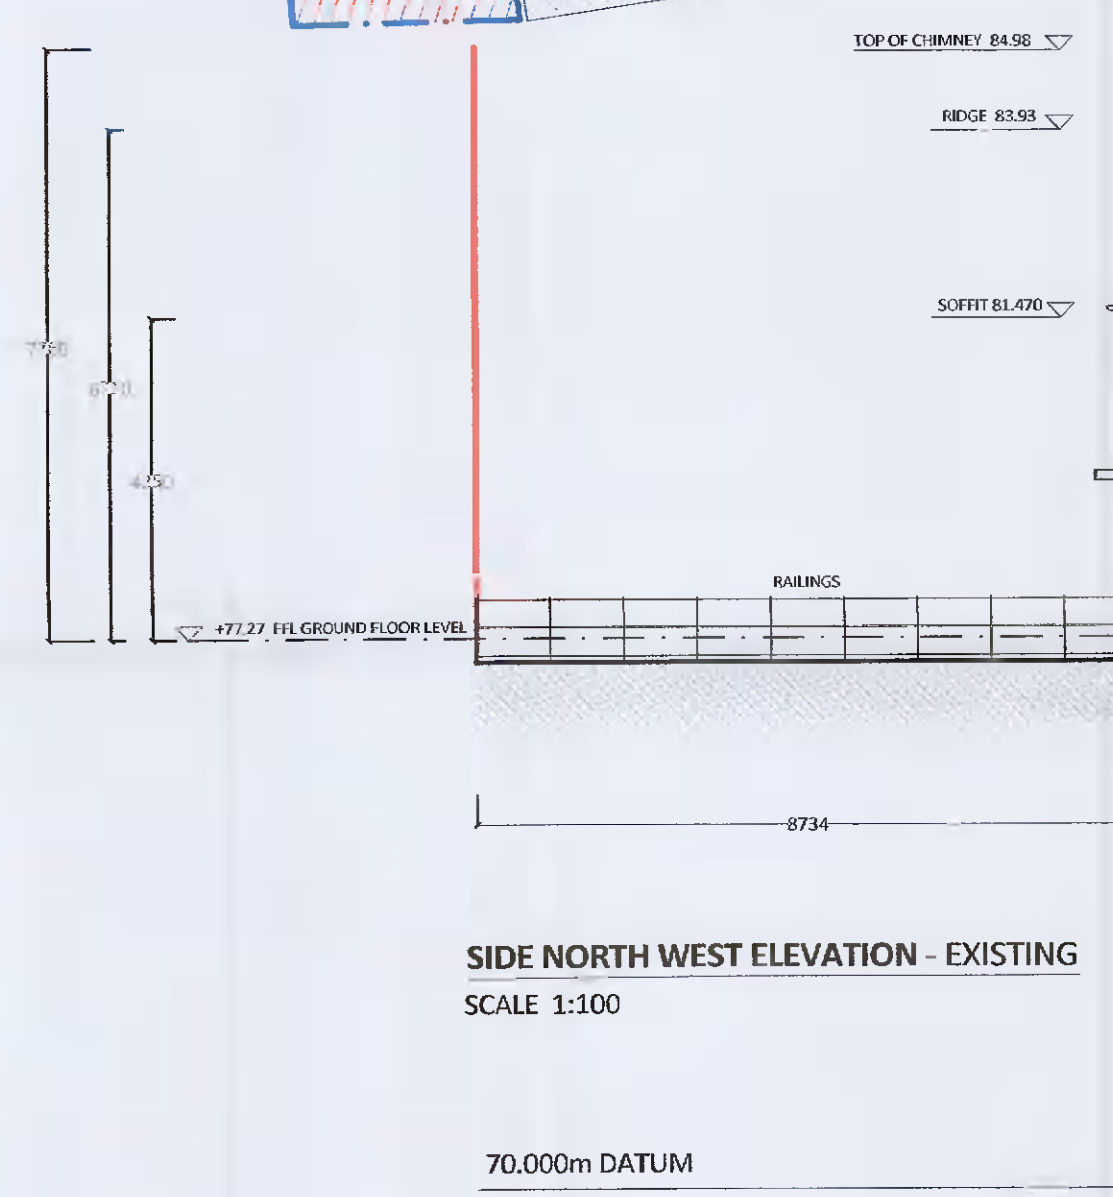 TOP OF CHIMNEY 84.98
RIDGE 83.93
SOFFIT 81.470
RAILINGS
+77.27 FFL GROUND FLOOR LEVEL
8734
SIDE NORTH WEST ELEVATION - EXISTING
SCALE 1:100
70.000m DATUM